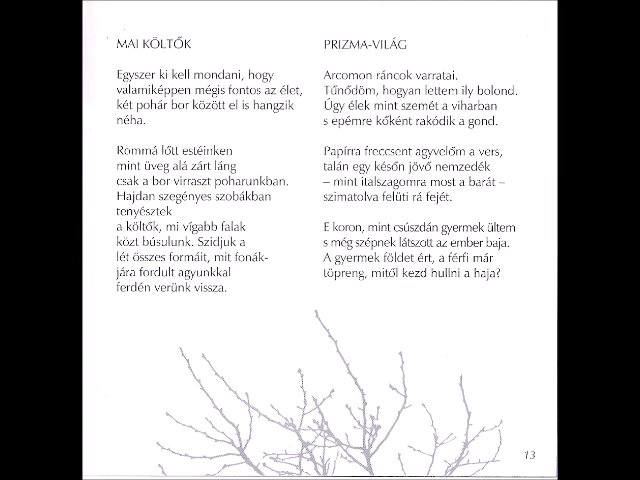 MAI KÖLTŐK
Egyszer ki kell mondani, hogy
valamiképpen mégis fontos az élet,
két pohár bor között el is hangzik
néha.
Rommá lőtt estéinken
mint üveg alá zárt láng
csak a bor virraszt poharunkban.
Hajdan szegényes szobákban
tenyésztek
a költők, mi vígabb falak
közt búsulunk. Szidjuk a
lét összes formáit, mit fonák-
jára fordult agyunkkal
ferdén verünk vissza.
PRIZMA-VILÁG
Arcomon ráncok varratai.
Tűnődöm, hogyan lettem ily bolond.
Úgy élek mint szemét a viharban
s epémre kőként rakódik a gond.
Papírra freccsent agyvelőm a vers,
talán egy későn jövő nemzedék
– mint italszagomra most a barát –
szimatolva felüti rá fejét.
E koron, mint csúszdán gyermek ültem
s még szépnek látszott az ember baja.
A gyermek földet ért, a férfi már
töpreng, mitől kezd hullni a haja?
13